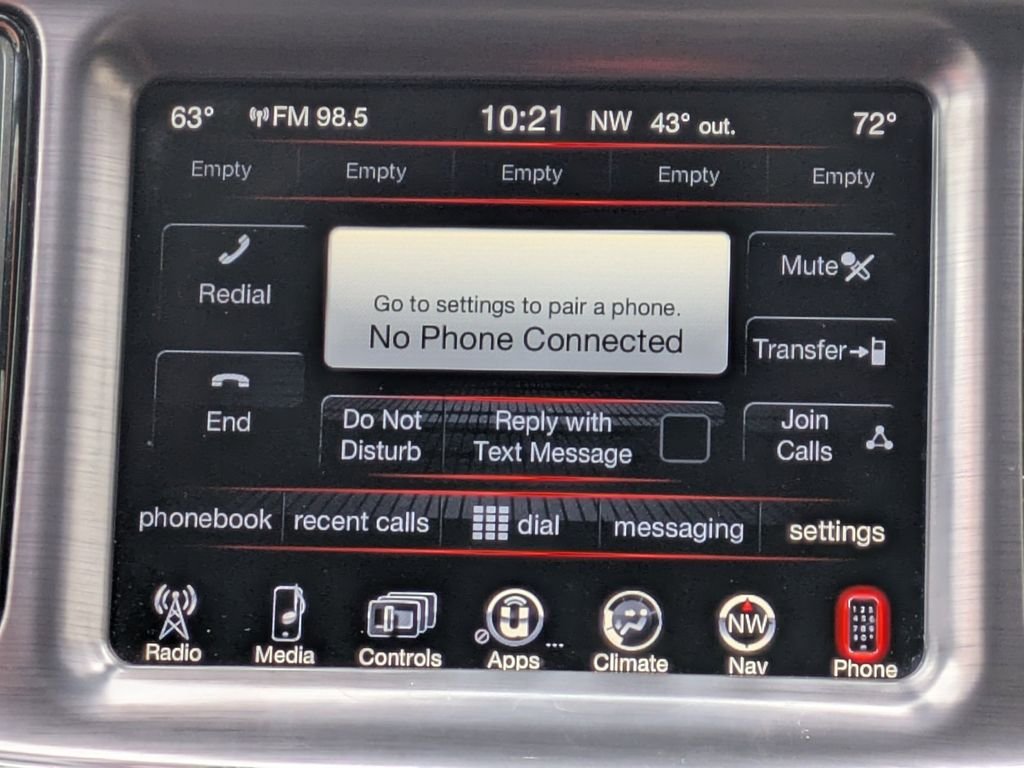 63° FM 98.5 10:21 NW 43° out. 72°
Empty Empty Empty Empty Empty
Redial
Go to settings to pair a phone.
No Phone Connected
Mute
Transfer
End
Do Not
Disturb
Reply with
Text Message
Join
Calls
phonebook recent calls dial messaging settings
NW
Radio Media Controls Apps ... Climate Nav Phone